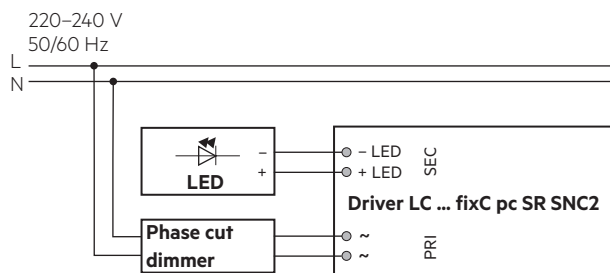 220–240 V
50/60 Hz
L
N
–
+
LED
– LED
+ LED
SEC
Driver LC ... fixC pc SR SNC2
Phase cut
dimmer
~
~
PRI